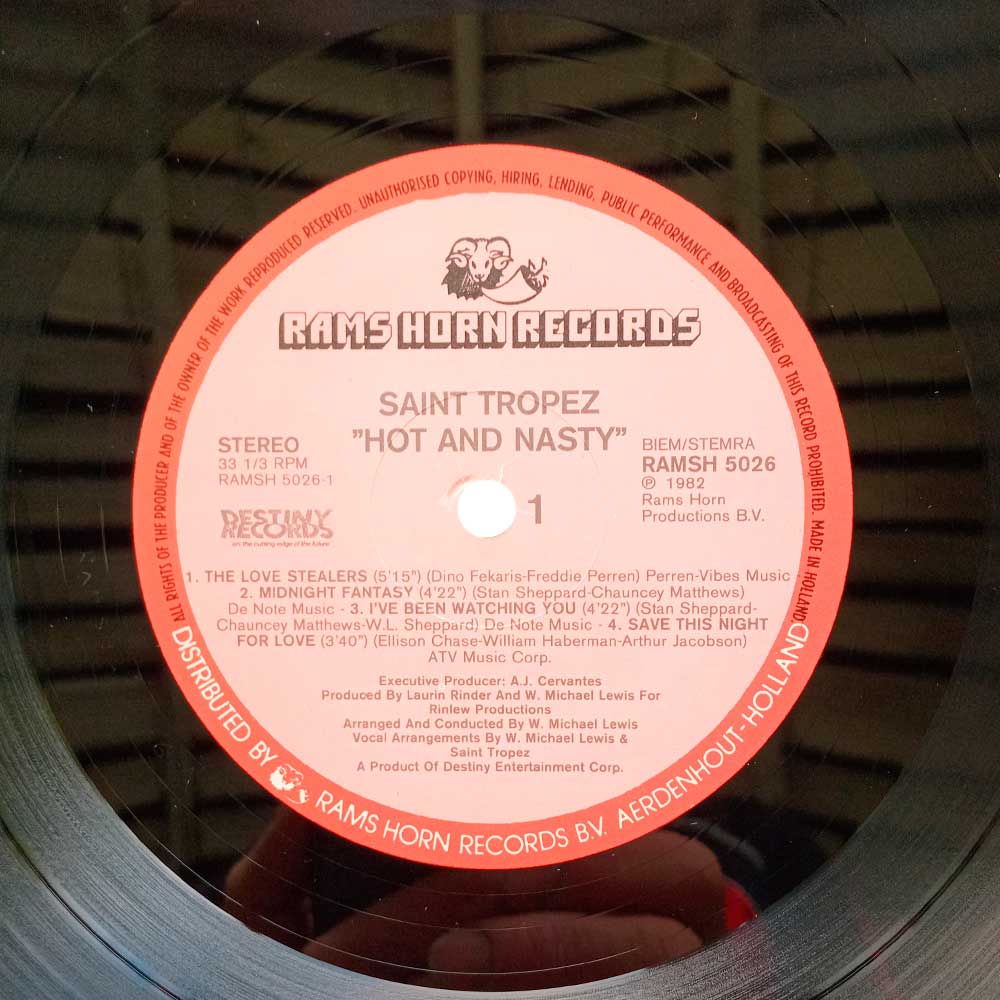 ALL RIGHTS OF THE PRODUCER AND OF THE OWNER OF THE WORK REPRODUCED RESERVED. UNAUTHORISED COPYING, HIRING, LENDING, PUBLIC PERFORMANCE AND BROADCASTING OF THIS RECORD PROHIBITED. MADE IN HOLLAND.
RAMS HORN RECORDS
SAINT TROPEZ
"HOT AND NASTY"
STEREO
33 1/3 RPM
RAMSH 5026-1
BIEM/STEMRA
RAMSH 5026
℗ 1982
Rams Horn
Productions B.V.
DESTINY
RECORDS
on the cutting edge of the future
1
1. THE LOVE STEALERS (5'15") (Dino Fekaris-Freddie Perren) Perren-Vibes Music -
2. MIDNIGHT FANTASY (4'22") (Stan Sheppard-Chauncey Matthews)
De Note Music - 3. I'VE BEEN WATCHING YOU (4'22") (Stan Sheppard-
Chauncey Matthews-W.L. Sheppard) De Note Music - 4. SAVE THIS NIGHT
FOR LOVE (3'40") (Ellison Chase-William Haberman-Arthur Jacobson)
ATV Music Corp.
Executive Producer: A.J. Cervantes
Produced By Laurin Rinder And W. Michael Lewis For
Rinlew Productions
Arranged And Conducted By W. Michael Lewis
Vocal Arrangements By W. Michael Lewis &
Saint Tropez
A Product Of Destiny Entertainment Corp.
DISTRIBUTED BY RAMS HORN RECORDS B.V. AERDENHOUT-HOLLAND